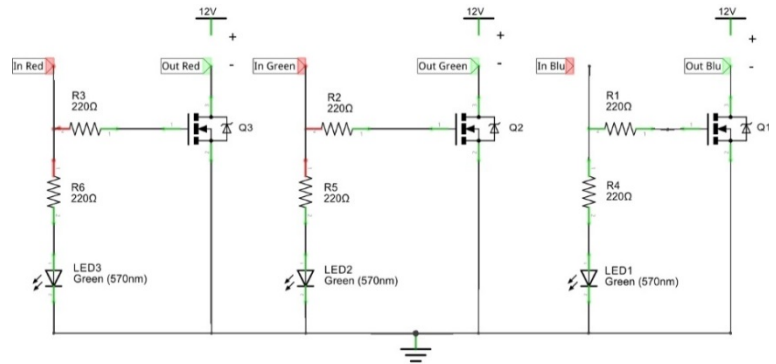 12V
+
-
12V
+
-
12V
+
-
In Red
Out Red
In Green
Out Green
In Blu
Out Blu
R3
220Ω
Q3
R2
220Ω
Q2
R1
220Ω
Q1
R6
220Ω
R5
220Ω
R4
220Ω
LED3
Green (570nm)
LED2
Green (570nm)
LED1
Green (570nm)